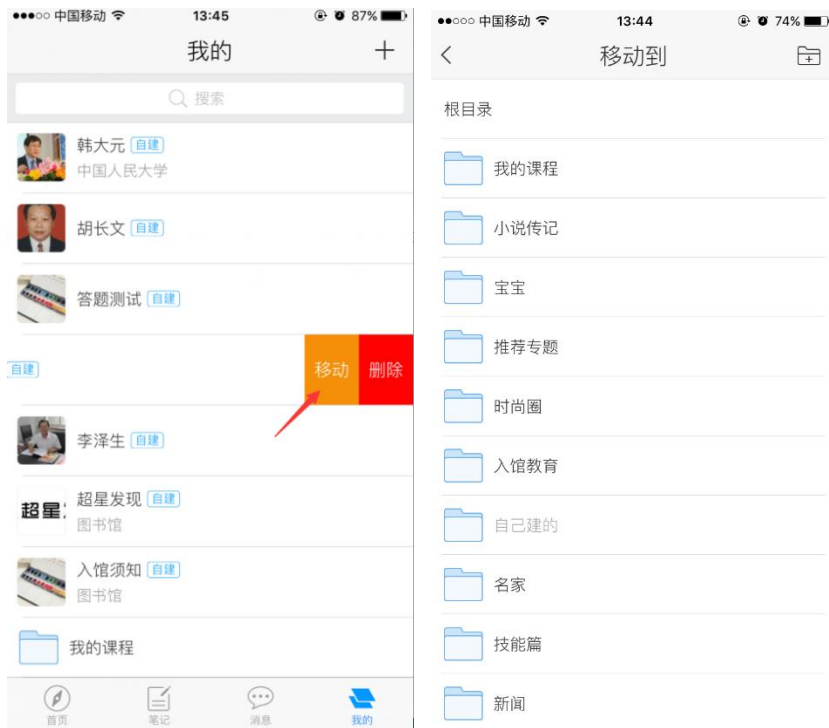 中国移动 13:45 87%
我的
搜索
韩大元 自建
中国人民大学
胡长文 自建
答题测试 自建
自建 移动 删除
李泽生 自建
超星发现 自建
图书馆
超星
入馆须知 自建
图书馆
我的课程
首页 笔记 消息 我的
中国移动 13:44 74%
移动到
根目录
我的课程
小说传记
宝宝
推荐专题
时尚圈
入馆教育
自己建的
名家
技能篇
新闻